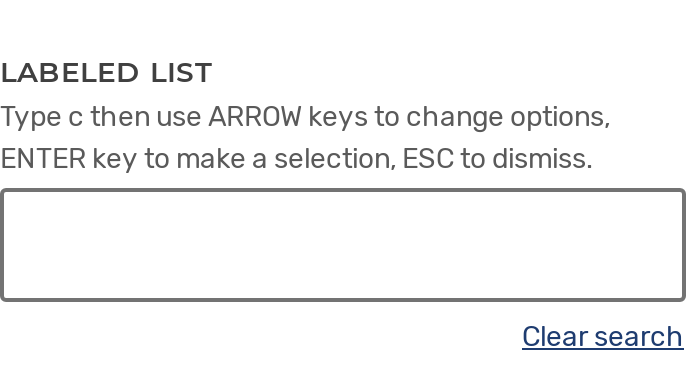 LABELED LIST
Type c then use ARROW keys to change options,
ENTER key to make a selection, ESC to dismiss.
Clear search